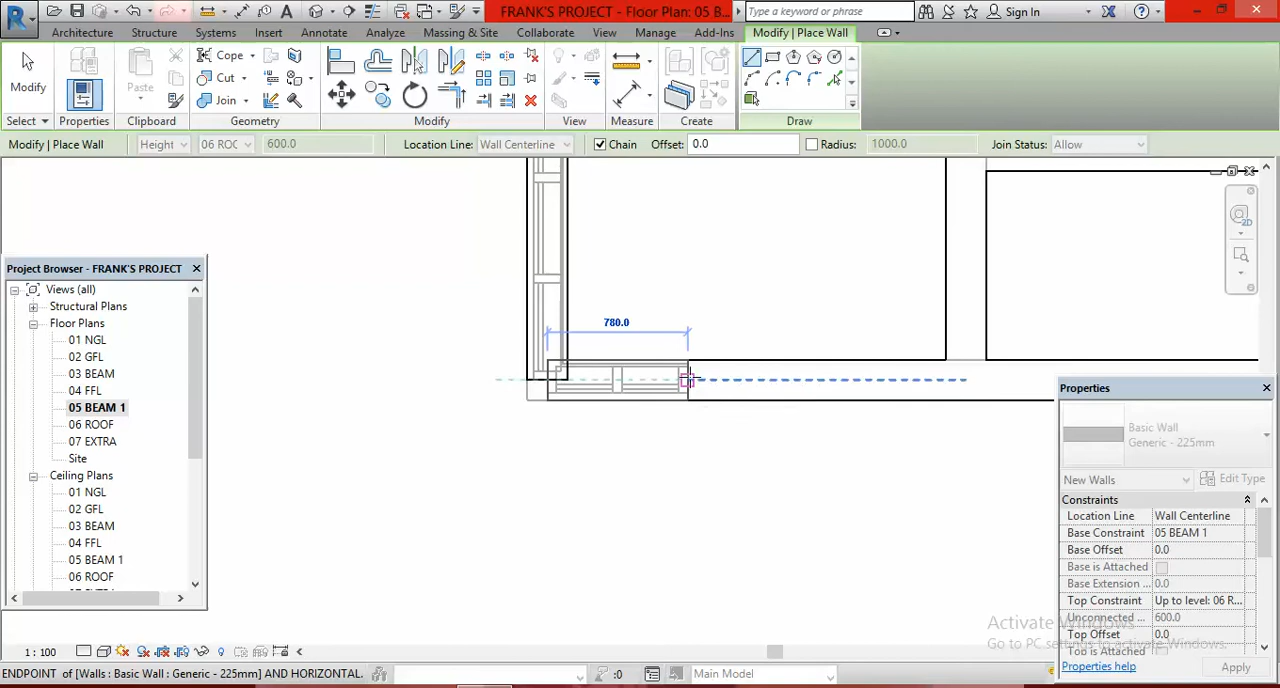 FRANK'S PROJECT - Floor Plan: 05 B...
Type a keyword or phrase
Sign In
Architecture Structure Systems Insert Annotate Analyze Massing & Site Collaborate View Manage Add-Ins Modify | Place Wall
Modify
Paste
Cope
Cut
Join
Select Properties Clipboard Geometry Modify View Measure Create Draw
Modify | Place Wall Height 06 ROC 600.0 Location Line: Wall Centerline Chain Offset: 0.0 Radius: 1000.0 Join Status: Allow
2D
Project Browser - FRANK'S PROJECT
Views (all)
Structural Plans
Floor Plans
01 NGL
02 GFL
03 BEAM
04 FFL
05 BEAM 1
06 ROOF
07 EXTRA
Site
Ceiling Plans
01 NGL
02 GFL
03 BEAM
04 FFL
05 BEAM 1
06 ROOF
780.0
Properties
Basic Wall
Generic - 225mm
New Walls Edit Type
Constraints
Location Line Wall Centerline
Base Constraint 05 BEAM 1
Base Offset 0.0
Base is Attached
Base Extension ... 0.0
Top Constraint Up to level: 06 R...
Unconnected ... 600.0
Top Offset 0.0
Top is Attached
Properties help Apply
Activate Windows
Go to PC settings to activate Windows.
1 : 100
ENDPOINT of [Walls : Basic Wall : Generic - 225mm] AND HORIZONTAL.
:0
Main Model